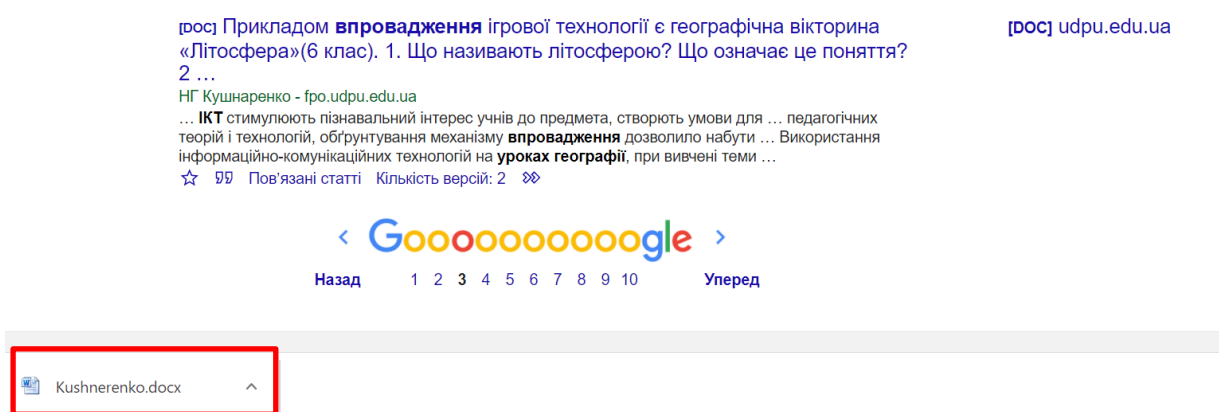 [DOC] Прикладом впровадження ігрової технології є географічна вікторина [DOC] udpu.edu.ua
«Літосфера»(6 клас). 1. Що називають літосферою? Що означає це поняття?
2 …
НГ Кушнаренко - fpo.udpu.edu.ua
… ІКТ стимулюють пізнавальний інтерес учнів до предмета, створють умови для … педагогічних
теорій і технологій, обґрунтування механізму впровадження дозволило набути … Використання
інформаційно-комунікаційних технологій на уроках географії, при вивчені теми …
Пов'язані статті Кількість версій: 2
Gooooooooooogle
Назад 1 2 3 4 5 6 7 8 9 10 Уперед
Kushnerenko.docx